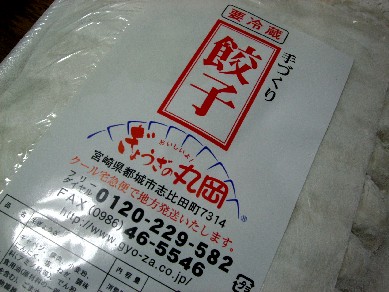 要冷蔵
手づくり
餃子
おいしいよ!
ぎょうざの丸岡
宮崎県都城市志比田町7314
クール宅急便で地方発送いたします。
フリーダイヤル 0120-229-582
FAX (0986) 46-5546
http://www.gyo-za.co.jp/